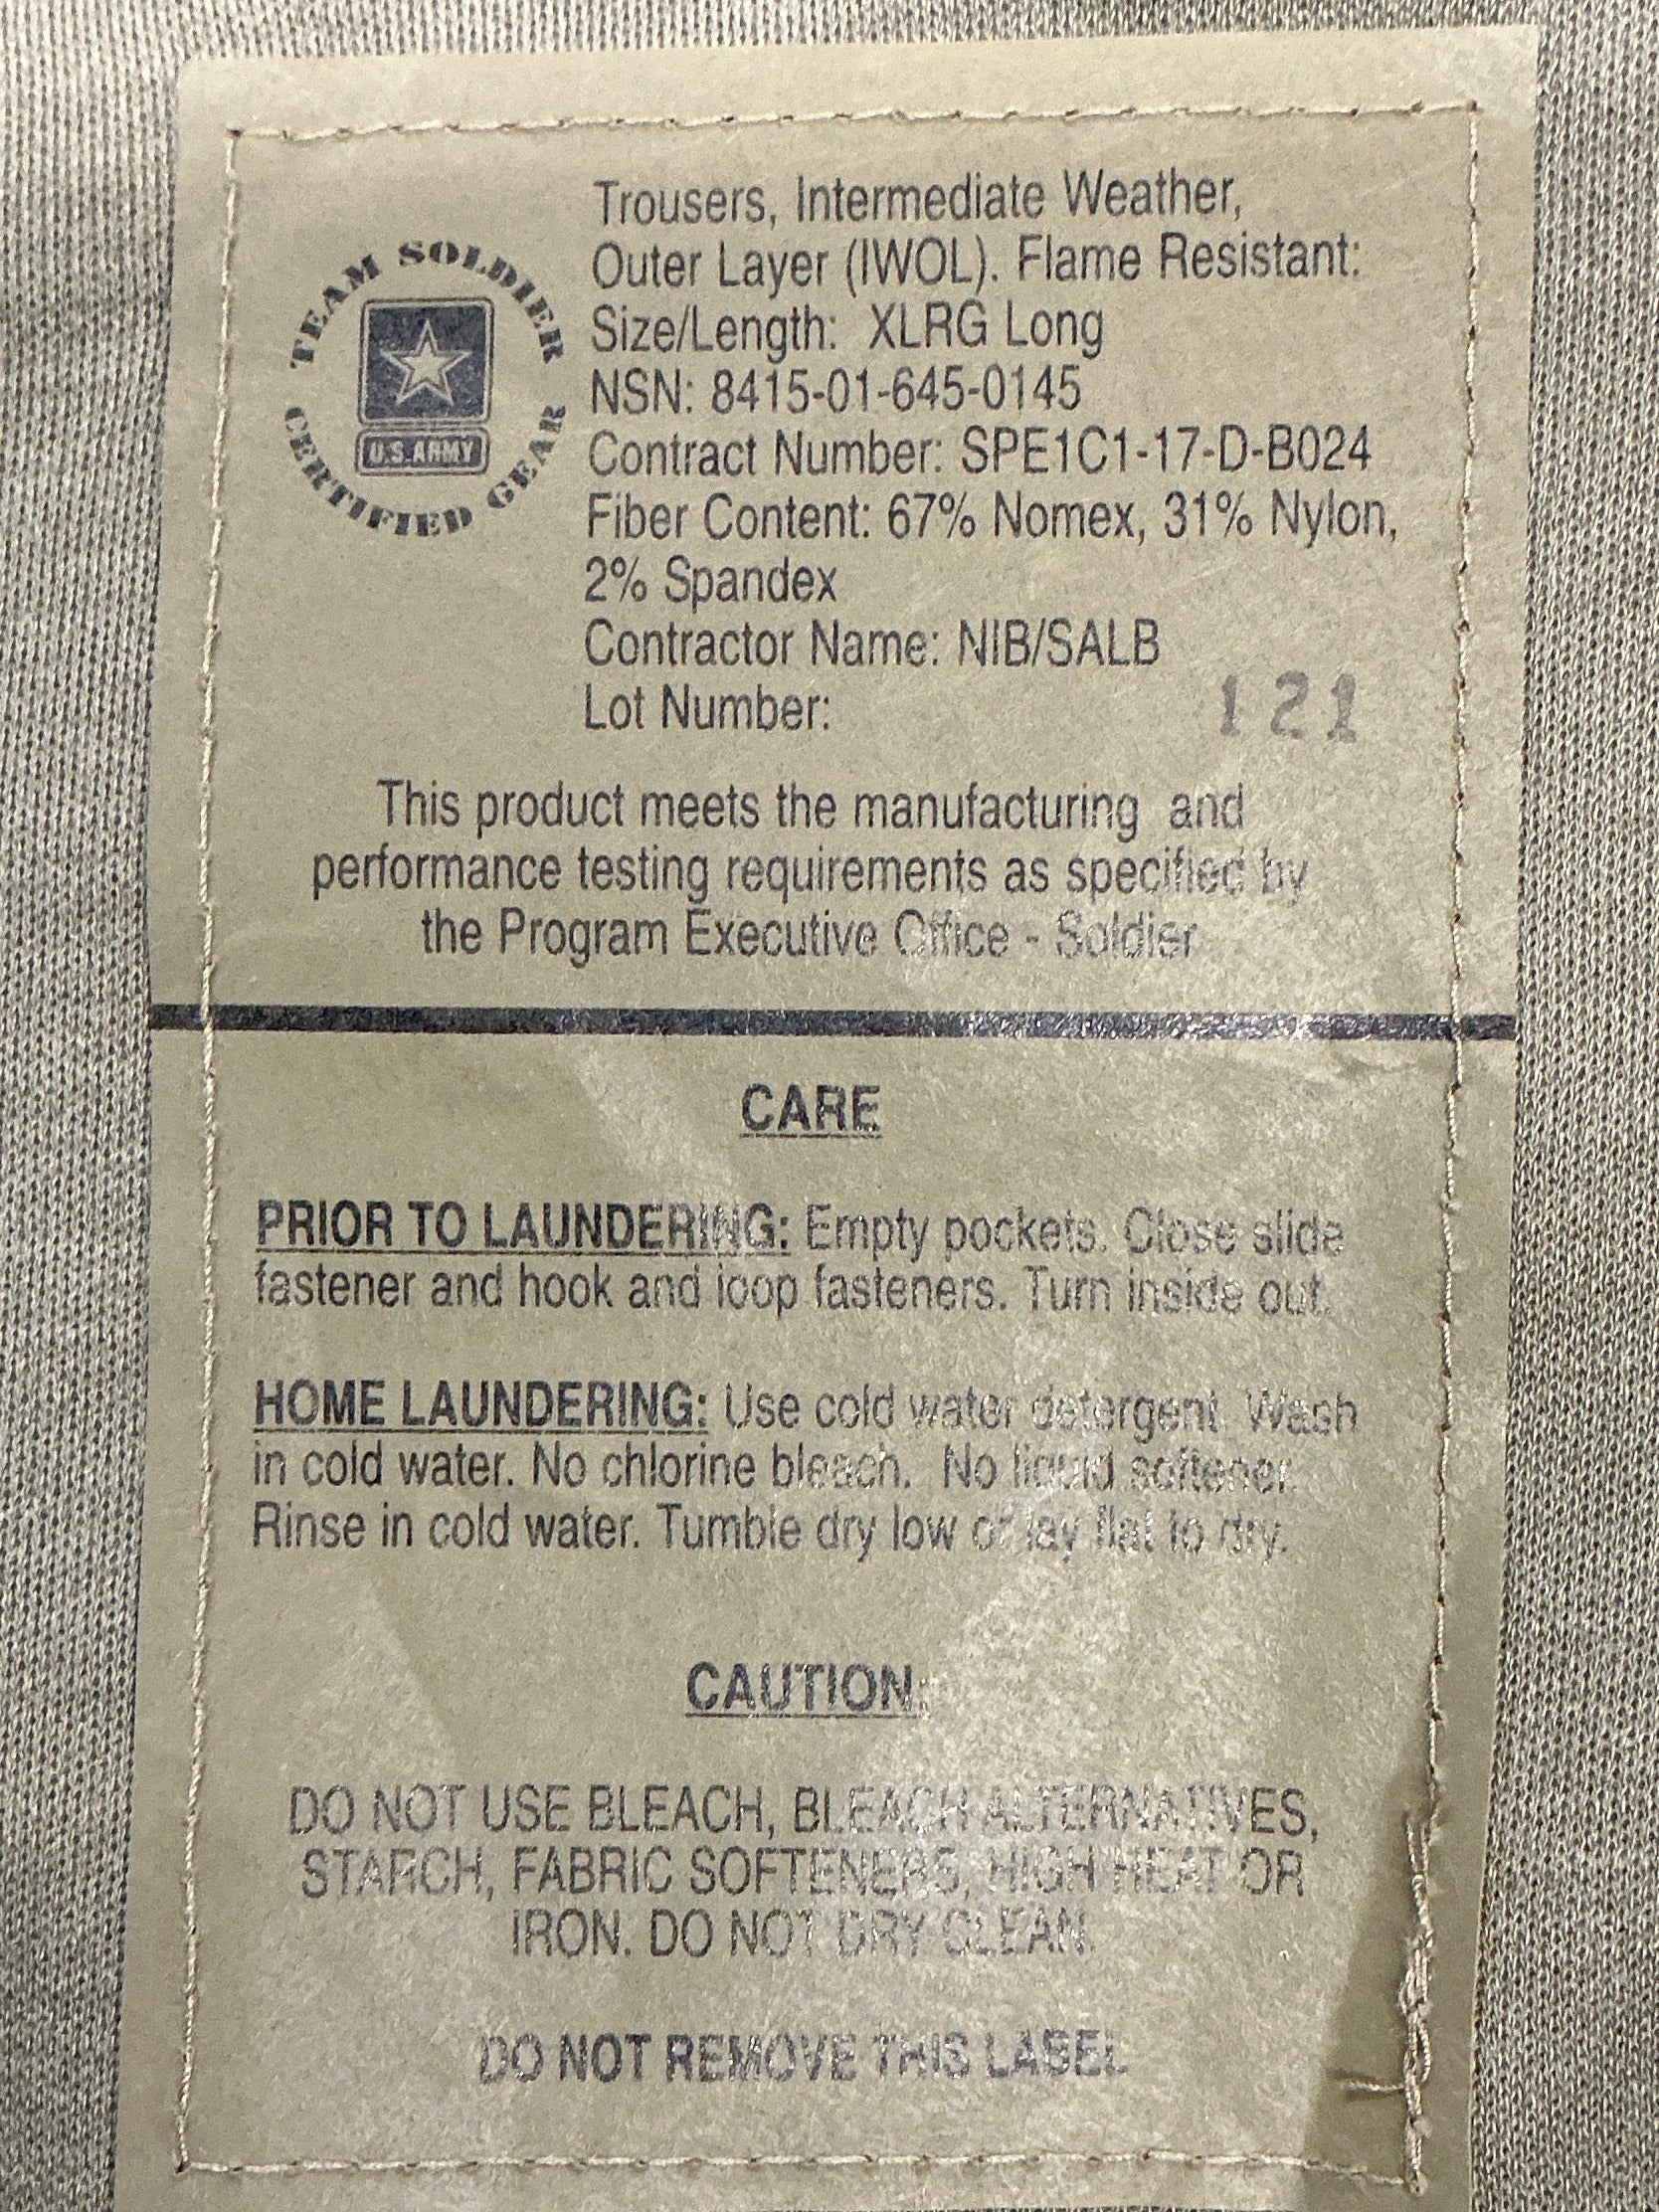 TEAM SOLDIER
CERTIFIED GEAR
U.S.ARMY
Trousers, Intermediate Weather,
Outer Layer (IWOL). Flame Resistant:
Size/Length: XLRG Long
NSN: 8415-01-645-0145
Contract Number: SPE1C1-17-D-B024
Fiber Content: 67% Nomex, 31% Nylon,
2% Spandex
Contractor Name: NIB/SALB
Lot Number: 121
This product meets the manufacturing and
performance testing requirements as specified by
the Program Executive Office - Soldier
CARE
PRIOR TO LAUNDERING: Empty pockets. Close slide
fastener and hook and loop fasteners. Turn inside out.
HOME LAUNDERING: Use cold water detergent. Wash
in cold water. No chlorine bleach. No liquid softener.
Rinse in cold water. Tumble dry low or lay flat to dry.
CAUTION:
DO NOT USE BLEACH, BLEACH ALTERNATIVES,
STARCH, FABRIC SOFTENERS, HIGH HEAT OR
IRON. DO NOT DRY CLEAN.
DO NOT REMOVE THIS LABEL